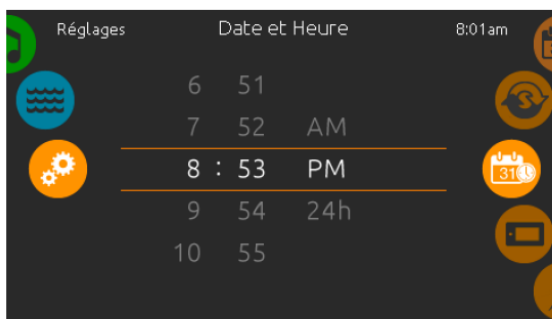 Réglages Date et Heure 8:01am
6 51
7 52 AM
8 : 53 PM
9 54 24h
10 55
31